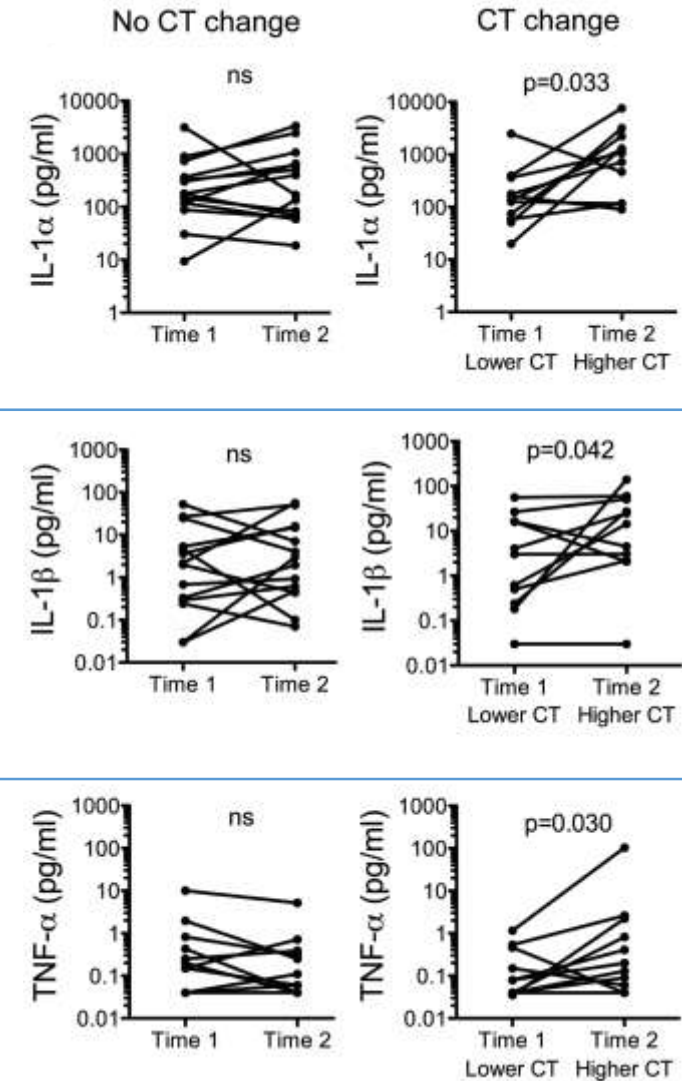 No CT change
CT change
ns
p=0.033
IL-1α (pg/ml)
10000
1000
100
10
1
Time 1
Time 2
IL-1α (pg/ml)
10000
1000
100
10
1
Time 1
Time 2
Lower CT
Higher CT
ns
p=0.042
IL-1β (pg/ml)
1000
100
10
1
0.1
0.01
Time 1
Time 2
IL-1β (pg/ml)
1000
100
10
1
0.1
0.01
Time 1
Time 2
Lower CT
Higher CT
ns
p=0.030
TNF-α (pg/ml)
1000
100
10
1
0.1
0.01
Time 1
Time 2
TNF-α (pg/ml)
1000
100
10
1
0.1
0.01
Time 1
Time 2
Lower CT
Higher CT